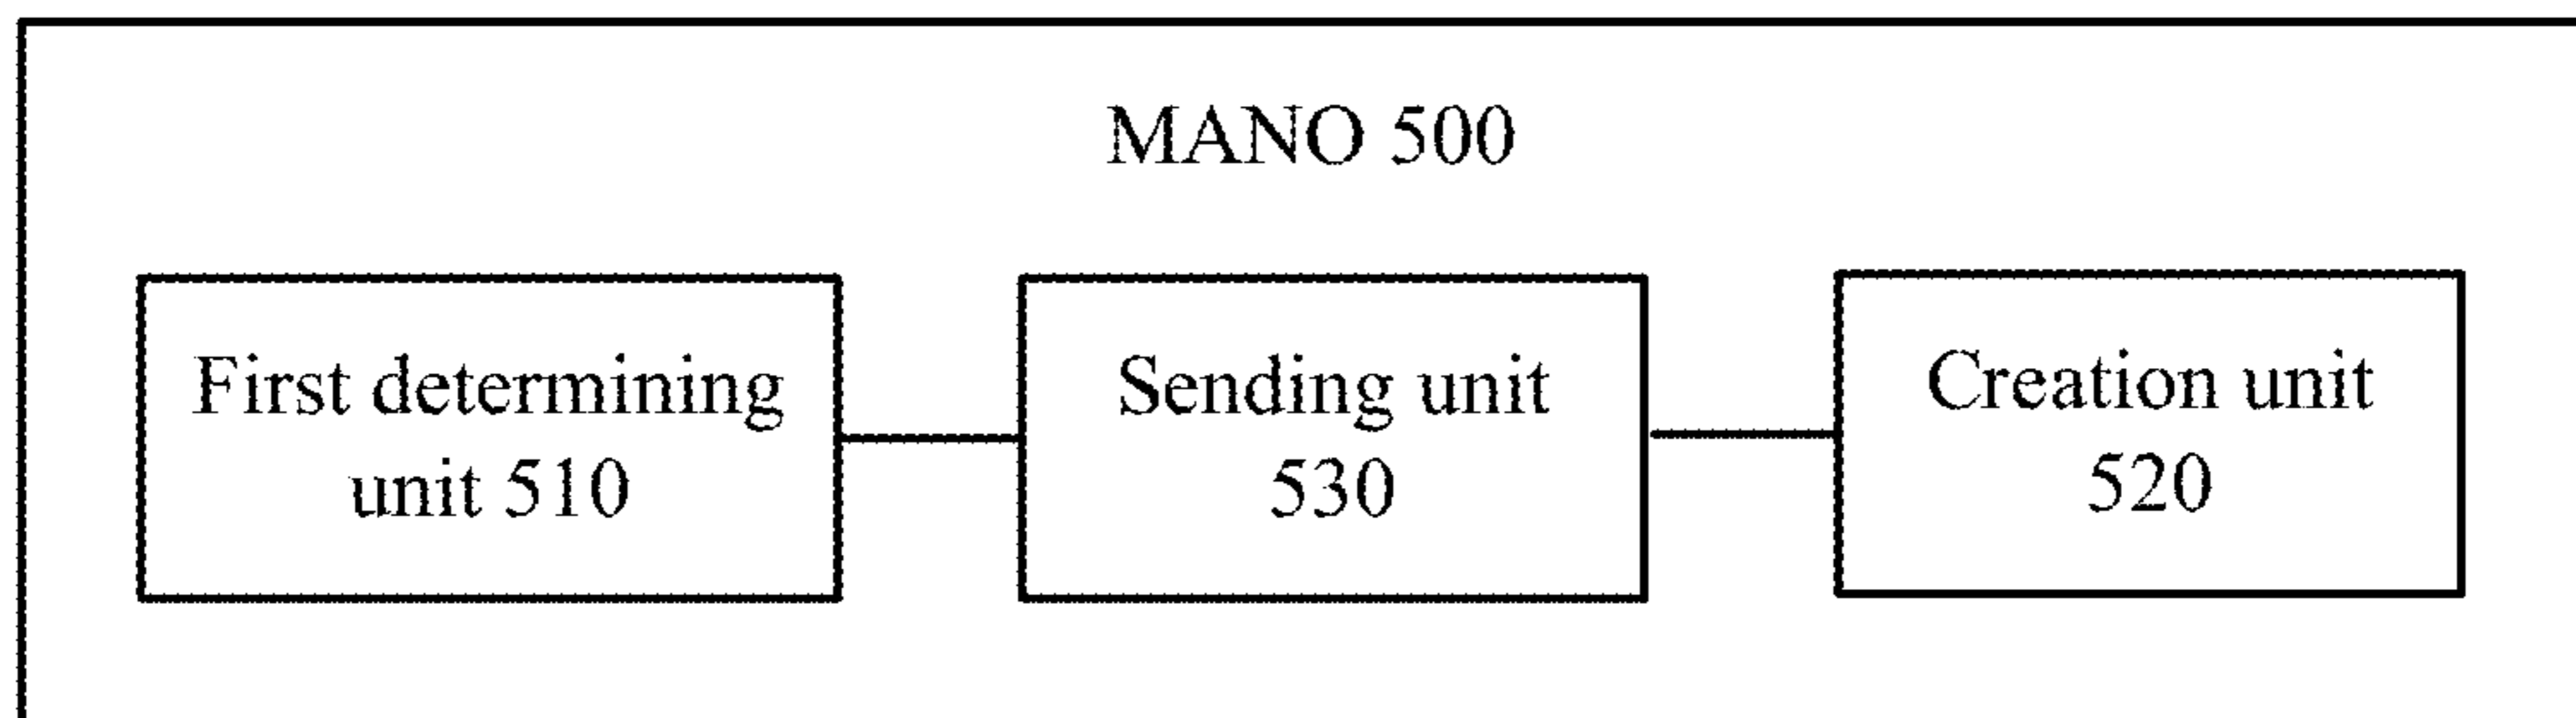 MANO 500
First determining
unit 510
Sending unit
530
Creation unit
520